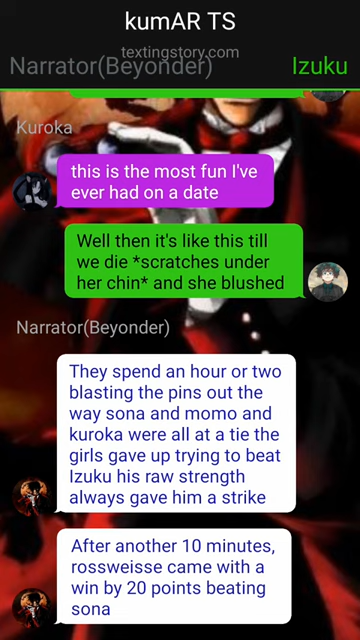 kumAR TS
textingstory.com
Narrator(Beyonder)
Izuku
Kuroka
this is the most fun I've
ever had on a date
Well then it's like this till
we die *scratches under
her chin* and she blushed
Narrator(Beyonder)
They spend an hour or two
blasting the pins out the
way sona and momo and
kuroka were all at a tie the
girls gave up trying to beat
Izuku his raw strength
always gave him a strike
After another 10 minutes,
rossweisse came with a
win by 20 points beating
sona